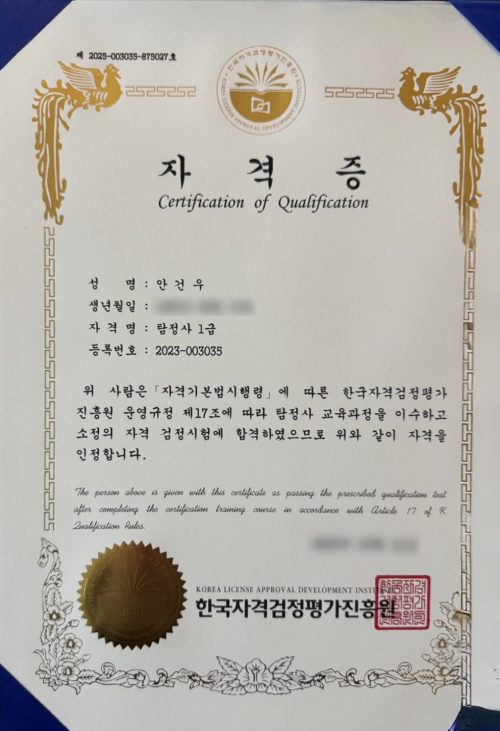 제 2025-003035-875027호
자 격 증
Certification of Qualification
성 명 : 안 건 우
생년월일 :
자 격 명 : 탐정사 1급
등록번호 : 2023-003035
위 사람은「자격기본법시행령」에 따른 한국자격검정평가
진흥원 운영규정 제17조에 따라 탐정사 교육과정을 이수하고
소정의 자격 검정시험에 합격하였으므로 위와 같이 자격을
인정합니다.
The person above is given with this certificate as passing the prescribed qualification test
after completing the certification training course in accordance with Article 17 of K
Qualification Rules.
KOREA LICENSE APPROVAL DEVELOPMENT
한국자격검정평가진흥원